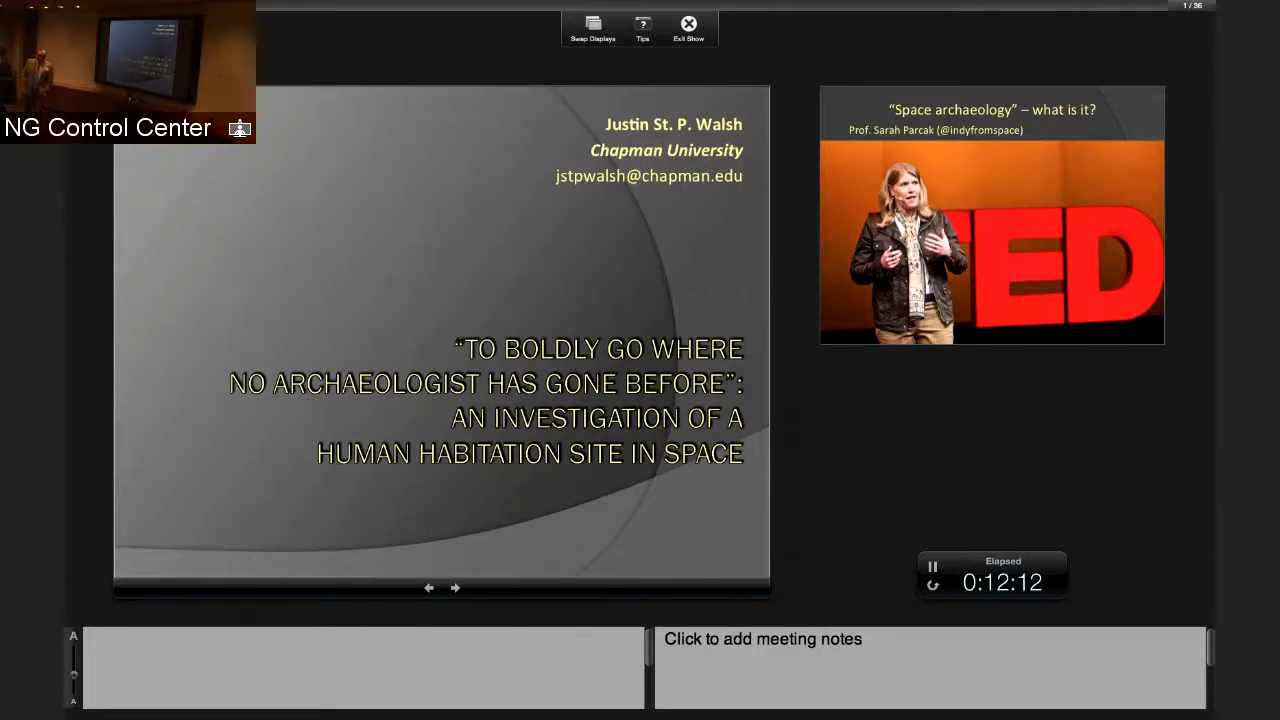 1 / 36
Swap Displays
Tips
Exit Show
NG Control Center
Justin St. P. Walsh
Chapman University
jstpwalsh@chapman.edu
“TO BOLDLY GO WHERE
NO ARCHAEOLOGIST HAS GONE BEFORE”:
AN INVESTIGATION OF A
HUMAN HABITATION SITE IN SPACE
“Space archaeology” – what is it?
Prof. Sarah Parcak (@indyfromspace)
TED
Elapsed
0:12:12
A
A
Click to add meeting notes